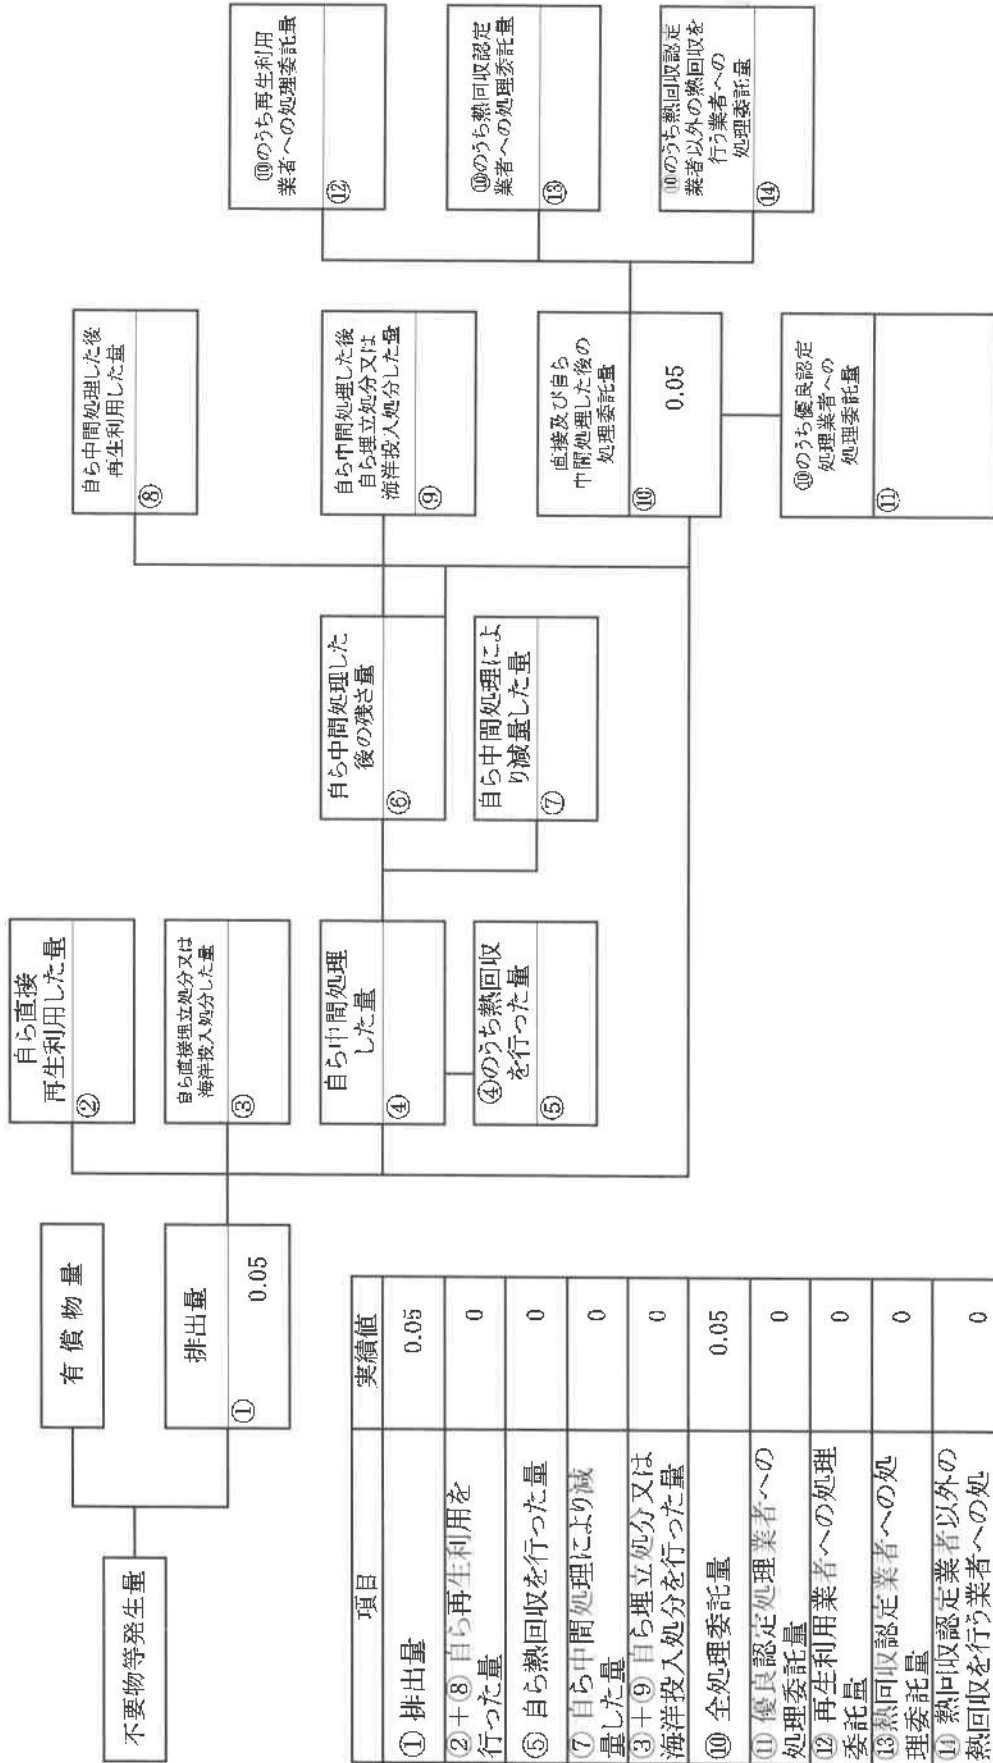 不要物等発生量
有償物量
排出量
①
0.05
自ら直接
再生利用した量
②
自ら直接埋立処分又は
海洋投入処分した量
③
自ら中間処理
した量
④
④のうち熱回収
を行った量
⑤
自ら中間処理した
後の残さ量
⑥
自ら中間処理によ
り減量した量
⑦
自ら中間処理した後
再生利用した量
⑧
自ら中間処理した後
自ら埋立処分又は
海洋投入処分した量
⑨
直接及び自ら
中間処理した後の
処理委託量
⑩
0.05
⑩のうち優良認定
処理業者への
処理委託量
⑪
⑩のうち再生利用
業者への処理委託量
⑫
⑩のうち熱回収認定
業者への処理委託量
⑬
⑩のうち熱回収認定
業者以外の熱回収を
行う業者への
処理委託量
⑭
項目 実績値
① 排出量 0.05
②＋⑧ 自ら再生利用を
行った量 0
⑤ 自ら熱回収を行った量 0
⑦ 自ら中間処理により減
量した量 0
③＋⑨ 自ら埋立処分又は
海洋投入処分を行った量 0
⑩ 全処理委託量 0.05
⑪ 優良認定処理業者への
処理委託量 0
⑫ 再生利用業者への処理
委託量 0
⑬ 熱回収認定業者への処
理委託量 0
⑭ 熱回収認定業者以外の
熱回収を行う業者への処 0